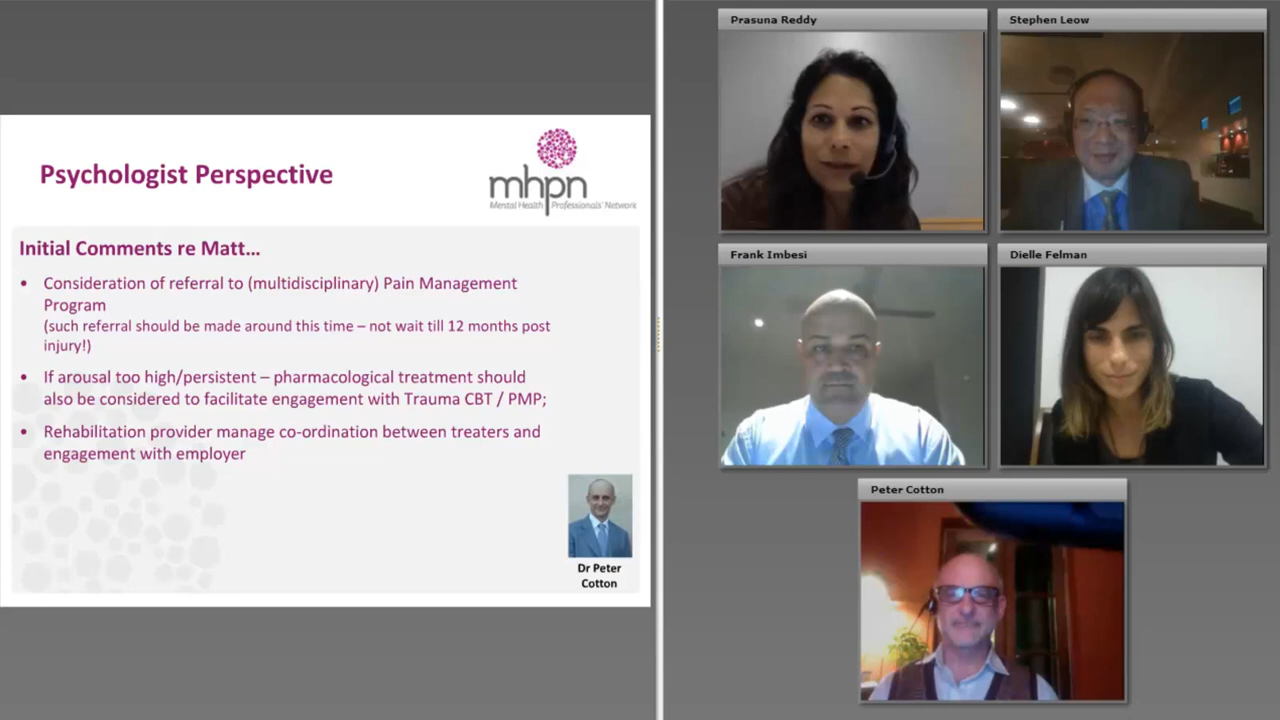 Psychologist Perspective
mhpn
Mental Health Professionals' Network
Initial Comments re Matt…
• Consideration of referral to (multidisciplinary) Pain Management
Program
(such referral should be made around this time – not wait till 12 months post
injury!)
• If arousal too high/persistent – pharmacological treatment should
also be considered to facilitate engagement with Trauma CBT / PMP;
• Rehabilitation provider manage co-ordination between treaters and
engagement with employer
Dr Peter
Cotton
Prasuna Reddy
Stephen Leow
Frank Imbesi
Dielle Felman
Peter Cotton